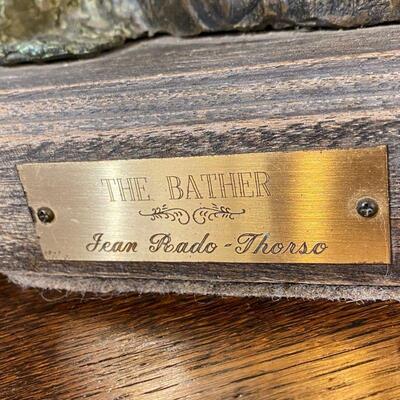 THE BATHER
Jean Rado - Thorso